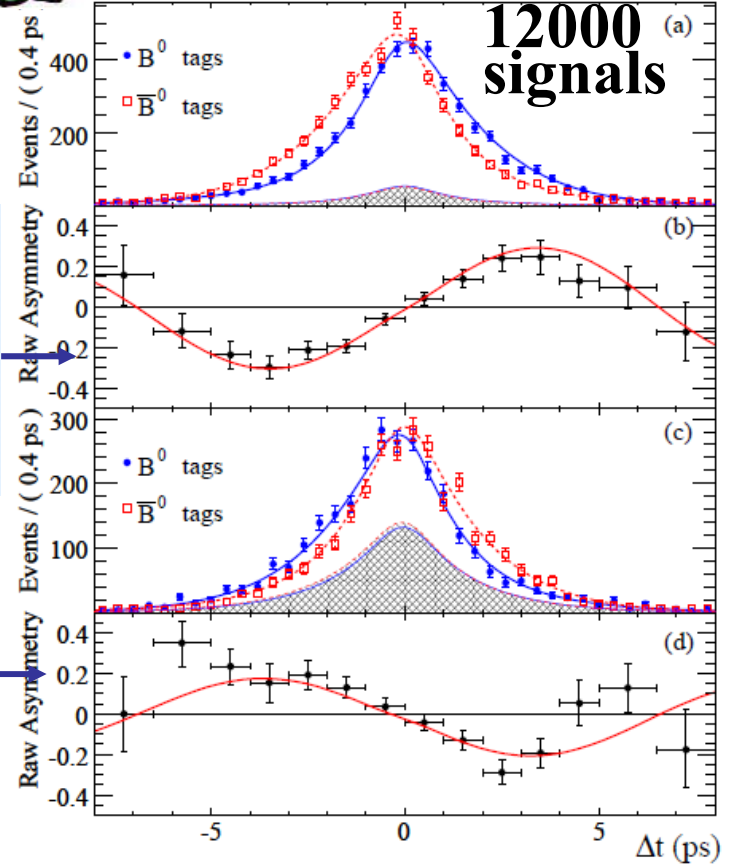 12000
signals
(a)
Events / ( 0.4 ps
B⁰ tags
B̅⁰ tags
400
200
(b)
Raw Asymmetry
0.4
0.2
0
-0.2
-0.4
(c)
Events / ( 0.4 ps )
B⁰ tags
B̅⁰ tags
300
200
100
(d)
Raw Asymmetry
0.4
0.2
0
-0.2
-0.4
-5 0 5
Δt (ps)